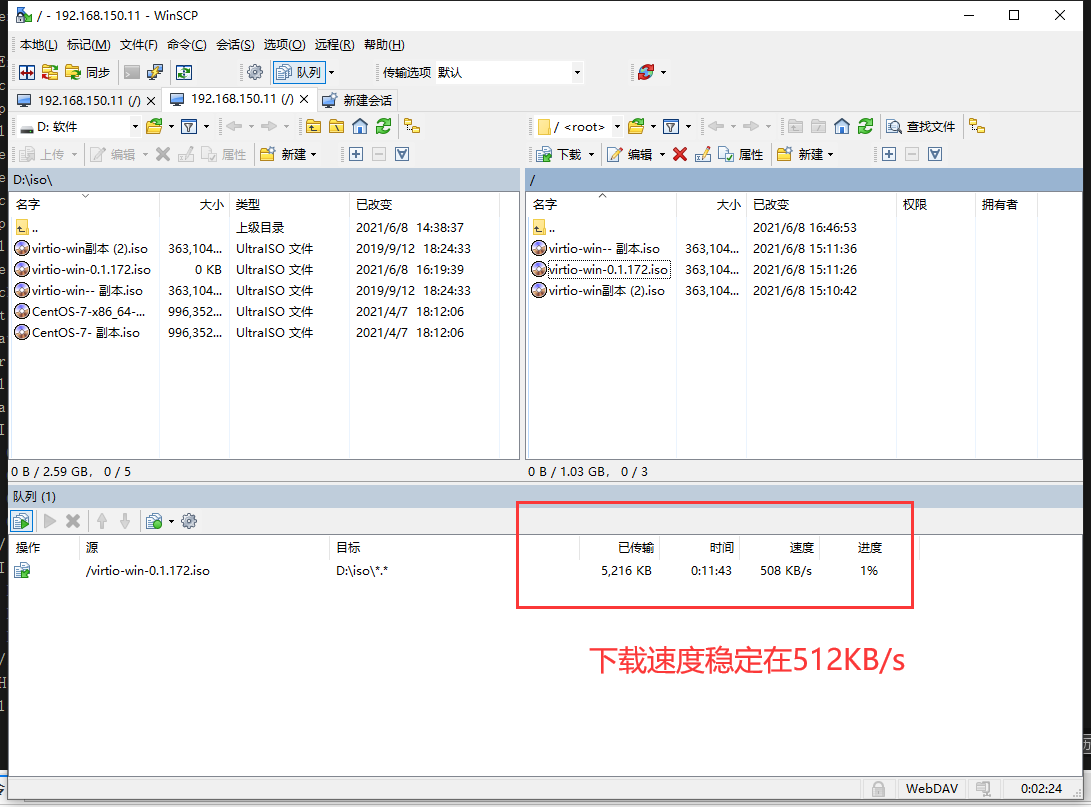 / - 192.168.150.11 - WinSCP
本地(L) 标记(M) 文件(F) 命令(C) 会话(S) 选项(O) 远程(R) 帮助(H)
同步 队列 传输选项 默认
192.168.150.11 (/) 192.168.150.11 (/) 新建会话
D: 软件 / <root> 查找文件
上传 编辑 属性 新建 下载 编辑 属性 新建
D:\iso\ /
名字 大小 类型 已改变 名字 大小 已改变 权限 拥有者
.. 上级目录 2021/6/8 14:38:37 .. 2021/6/8 16:46:53
virtio-win副本 (2).iso 363,104... UltraISO 文件 2019/9/12 18:24:33 virtio-win-- 副本.iso 363,104... 2021/6/8 15:11:36
virtio-win-0.1.172.iso 0 KB UltraISO 文件 2021/6/8 16:19:39 virtio-win-0.1.172.iso 363,104... 2021/6/8 15:11:26
virtio-win-- 副本.iso 363,104... UltraISO 文件 2019/9/12 18:24:33 virtio-win副本 (2).iso 363,104... 2021/6/8 15:10:42
CentOS-7-x86_64-... 996,352... UltraISO 文件 2021/4/7 18:12:06
CentOS-7- 副本.iso 996,352... UltraISO 文件 2021/4/7 18:12:06
0 B / 2.59 GB, 0 / 5 0 B / 1.03 GB, 0 / 3
队列 (1)
操作 源 目标 已传输 时间 速度 进度
/virtio-win-0.1.172.iso D:\iso\*.* 5,216 KB 0:11:43 508 KB/s 1%
下载速度稳定在512KB/s
WebDAV 0:02:24